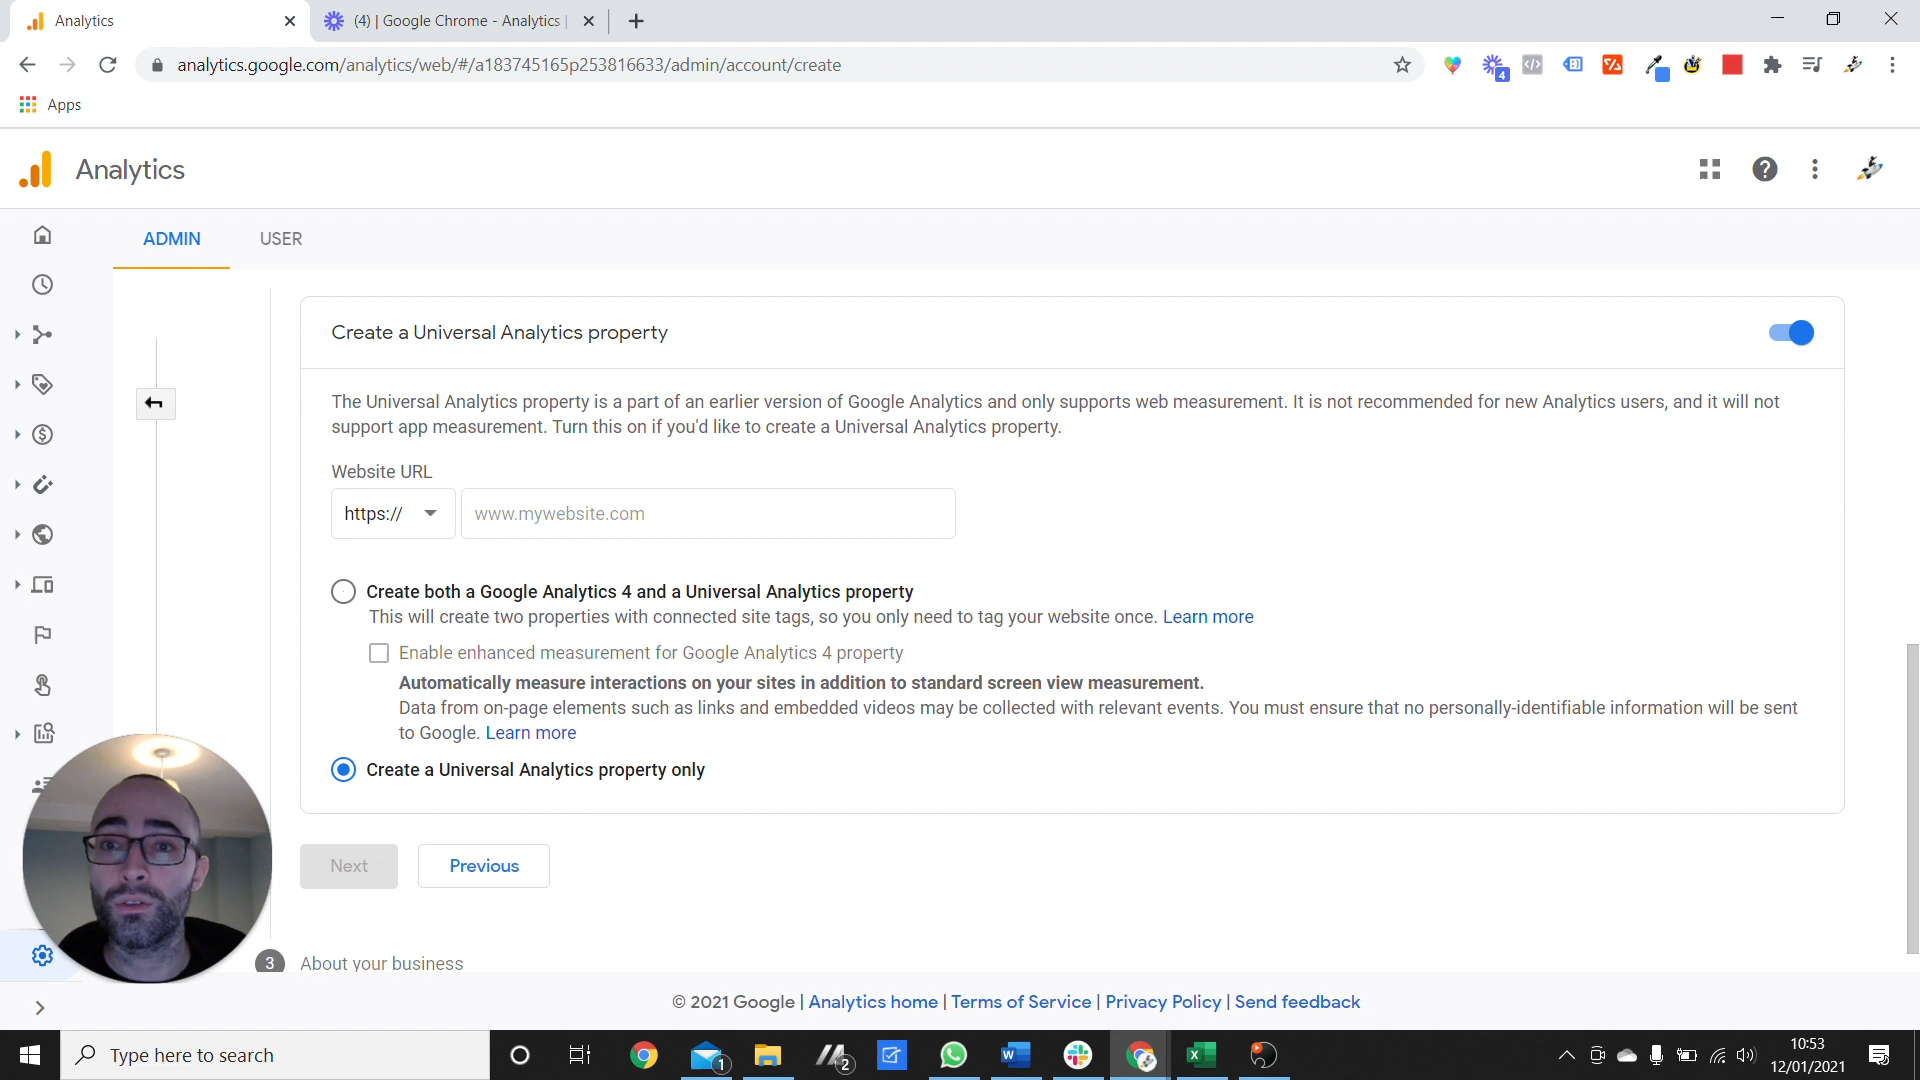 Analytics
(4) | Google Chrome - Analytics |
analytics.google.com/analytics/web/#/a183745165p253816633/admin/account/create
4
Apps
Analytics
ADMIN
USER
Create a Universal Analytics property
The Universal Analytics property is a part of an earlier version of Google Analytics and only supports web measurement. It is not recommended for new Analytics users, and it will not
support app measurement. Turn this on if you'd like to create a Universal Analytics property.
Website URL
https://
www.mywebsite.com
Create both a Google Analytics 4 and a Universal Analytics property
This will create two properties with connected site tags, so you only need to tag your website once. Learn more
Enable enhanced measurement for Google Analytics 4 property
Automatically measure interactions on your sites in addition to standard screen view measurement.
Data from on-page elements such as links and embedded videos may be collected with relevant events. You must ensure that no personally-identifiable information will be sent
to Google. Learn more
Create a Universal Analytics property only
Next
Previous
3
About your business
© 2021 Google | Analytics home | Terms of Service | Privacy Policy | Send feedback
Type here to search
1
2
10:53
12/01/2021